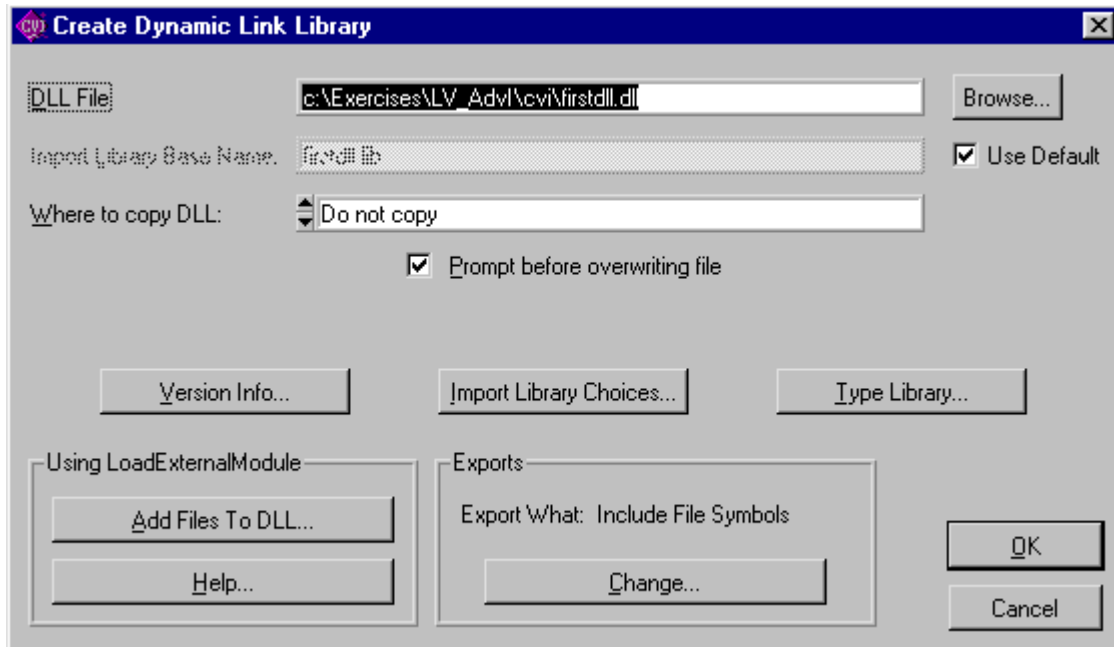 CVI Create Dynamic Link Library
DLL File c:\Exercises\LV_AdvI\cvi\firstdll.dll Browse...
Import Library Base Name: firstdll.lib Use Default
Where to copy DLL: Do not copy
Prompt before overwriting file
Version Info... Import Library Choices... Type Library...
Using LoadExternalModule Exports
Add Files To DLL... Export What: Include File Symbols
OK
Help... Change...
Cancel